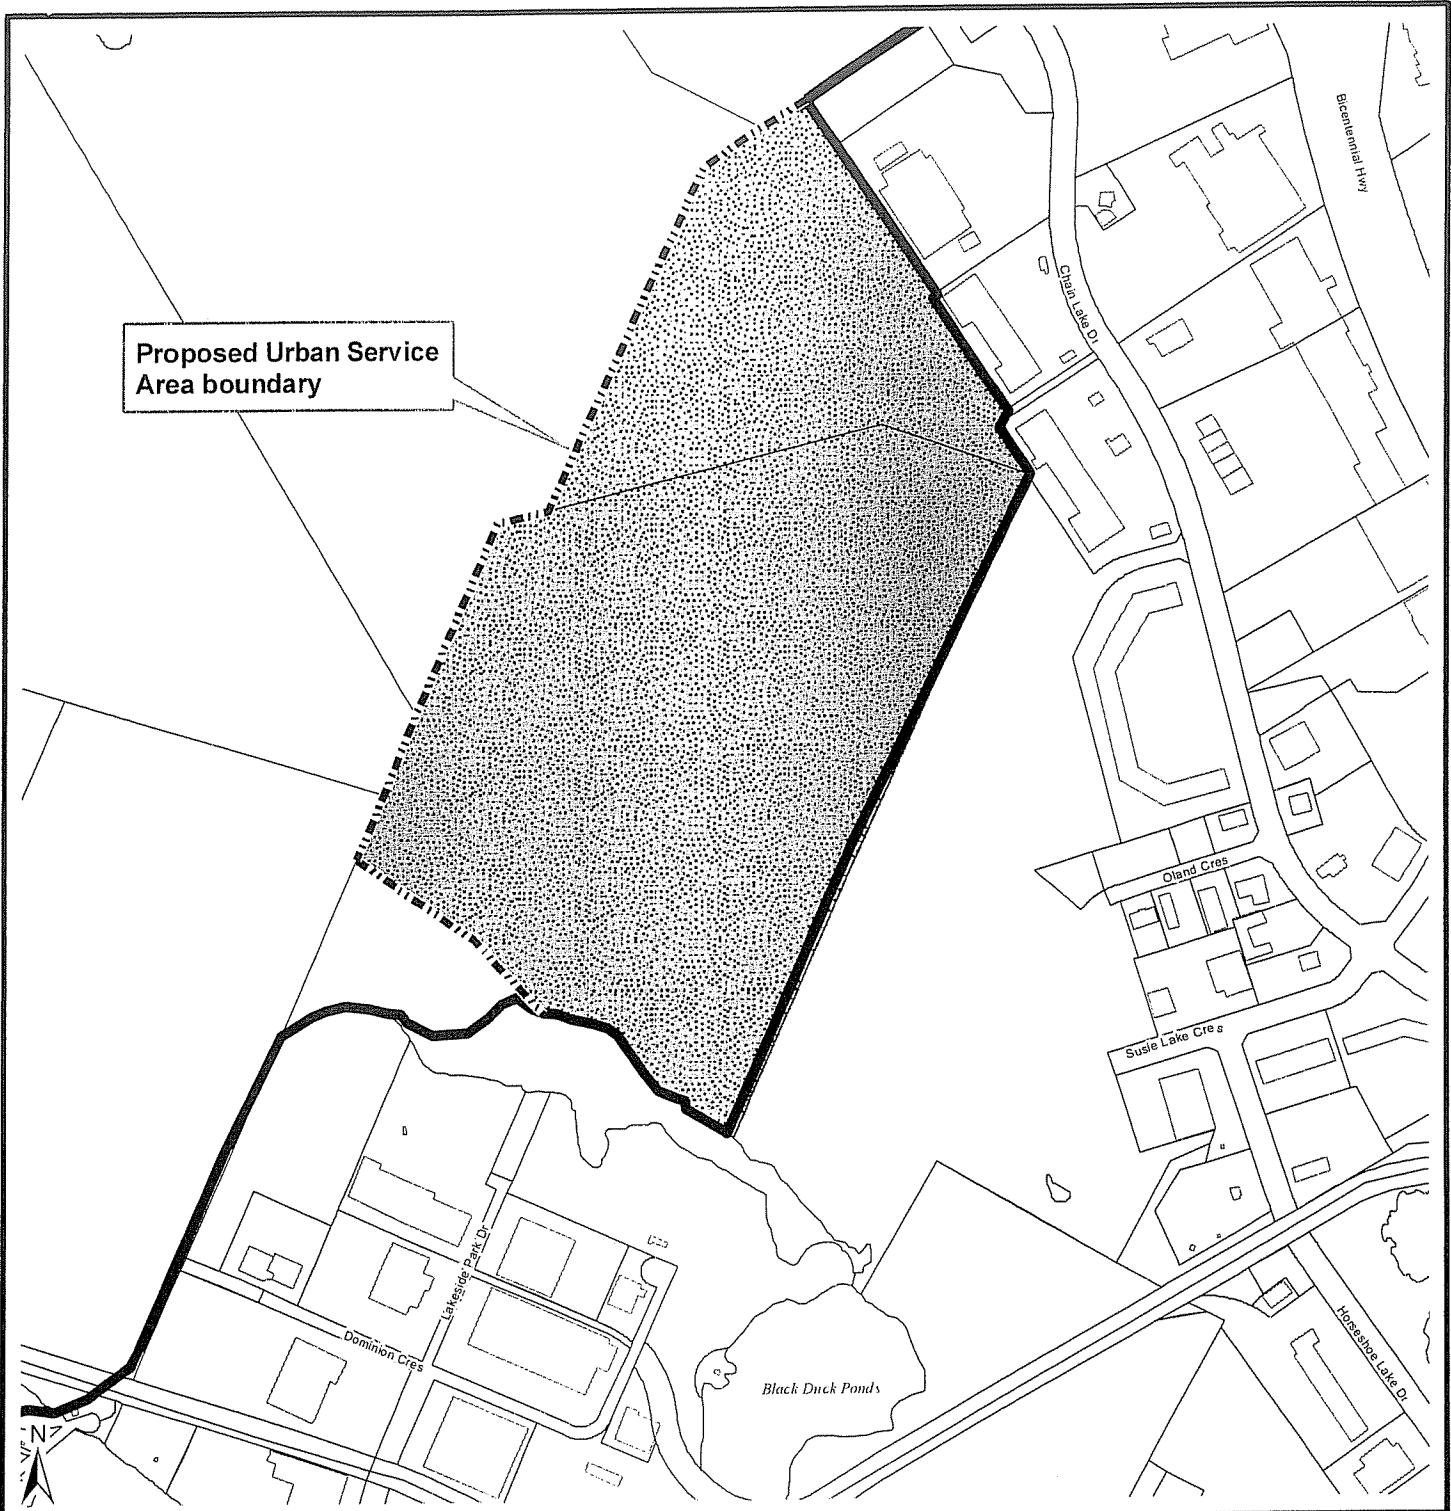 Bicentennial Hwy
Chain Lake Dr
Proposed Urban Service
Area boundary
Oland Cres
Susie Lake Cres
Lakeside Park Dr
Dominion Cres
Horseshoe Lake Dr
Black Duck Ponds
N